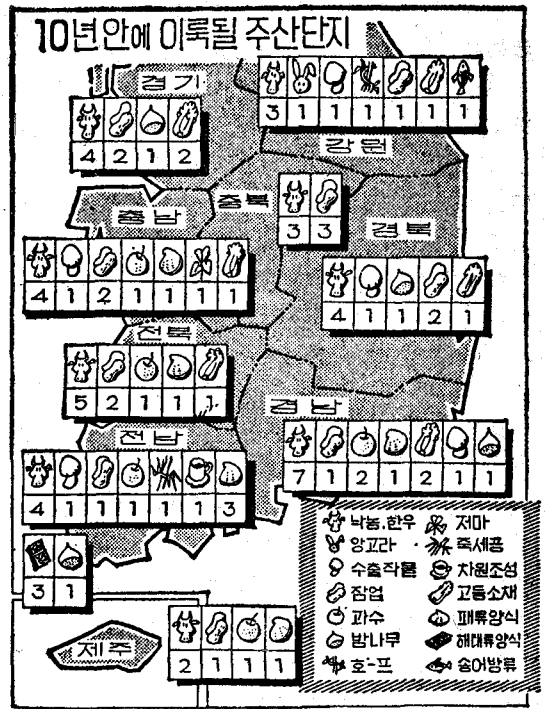 10년안에 이룩될 주산단지
경기
3 1 1 1 1 1 1
4 2 1 2
강원
충북
3 3
충남
경북
4 1 2 1 1 1 1
4 1 1 2 1
전북
5 2 1 1 1
경남
전남
7 1 2 1 2 1 1
4 1 1 1 1 1 3
3 1
낙농.한우 저마
앙고라 죽세품
수출작물 차원조성
잠업 고등소채
과수 패류양식
밤나무 해태류양식
호-프 송어방류
제주
2 1 1 1